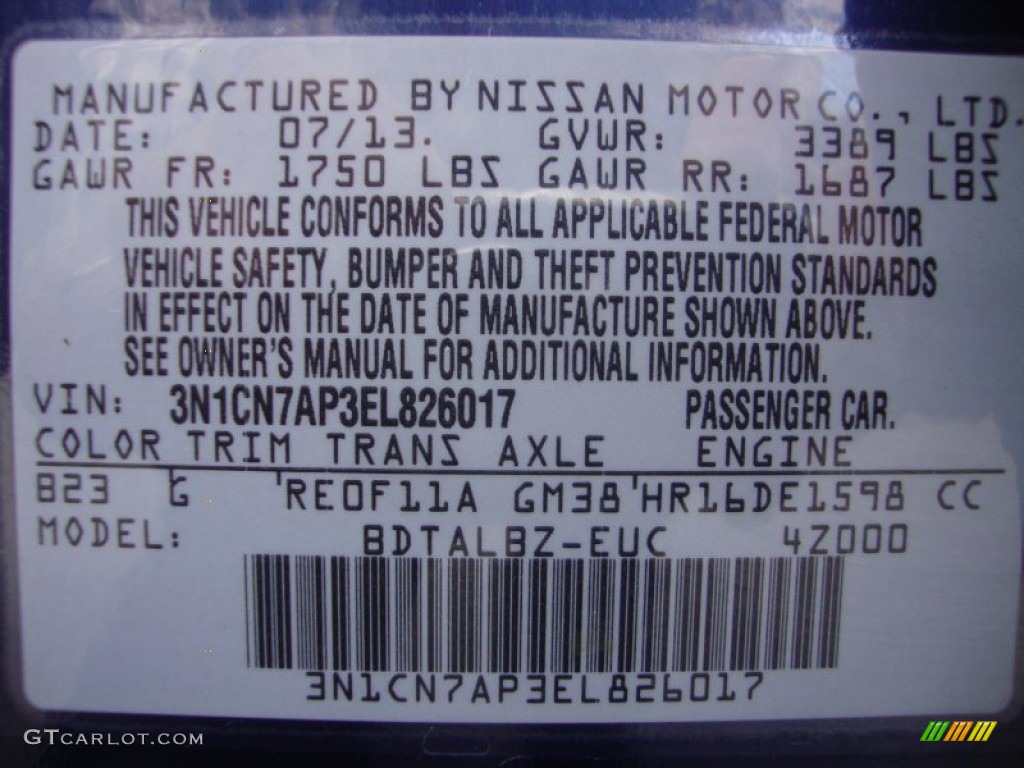 MANUFACTURED BY NISSAN MOTOR CO., LTD.
DATE: 07/13. GVWR: 3389 LBS
GAWR FR: 1750 LBS GAWR RR: 1687 LBS
THIS VEHICLE CONFORMS TO ALL APPLICABLE FEDERAL MOTOR
VEHICLE SAFETY, BUMPER AND THEFT PREVENTION STANDARDS
IN EFFECT ON THE DATE OF MANUFACTURE SHOWN ABOVE.
SEE OWNER'S MANUAL FOR ADDITIONAL INFORMATION.
VIN: 3N1CN7AP3EL826017 PASSENGER CAR.
COLOR TRIM TRANS AXLE ENGINE
B23 G 'RE0F11A GM38'HR16DE1598 CC
MODEL: BDTALBZ-EUC 4Z000
3N1CN7AP3EL826017
GTCARLOT.COM